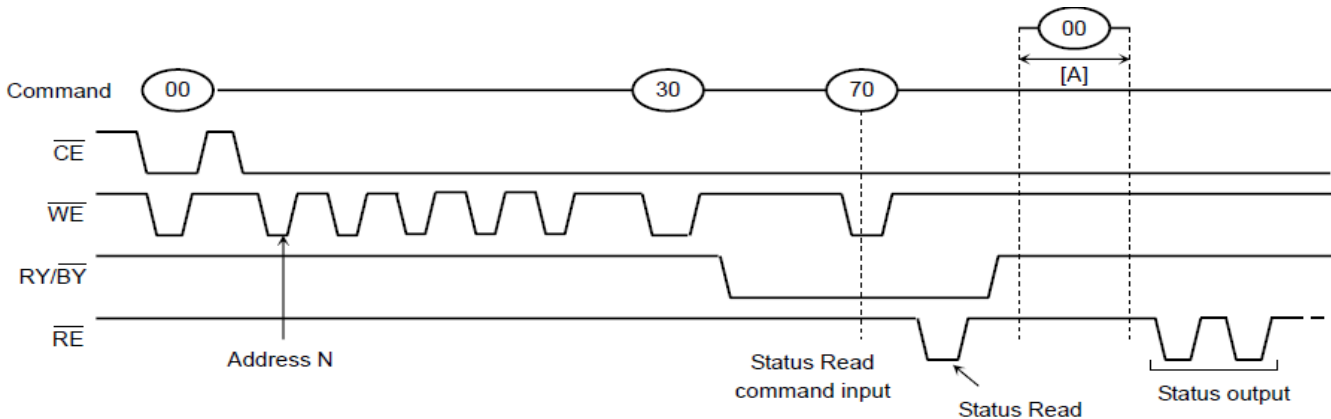 00
[A]
Command 00 30 70
CE
WE
RY/BY
RE
Address N
Status Read
command input
Status Read
Status output